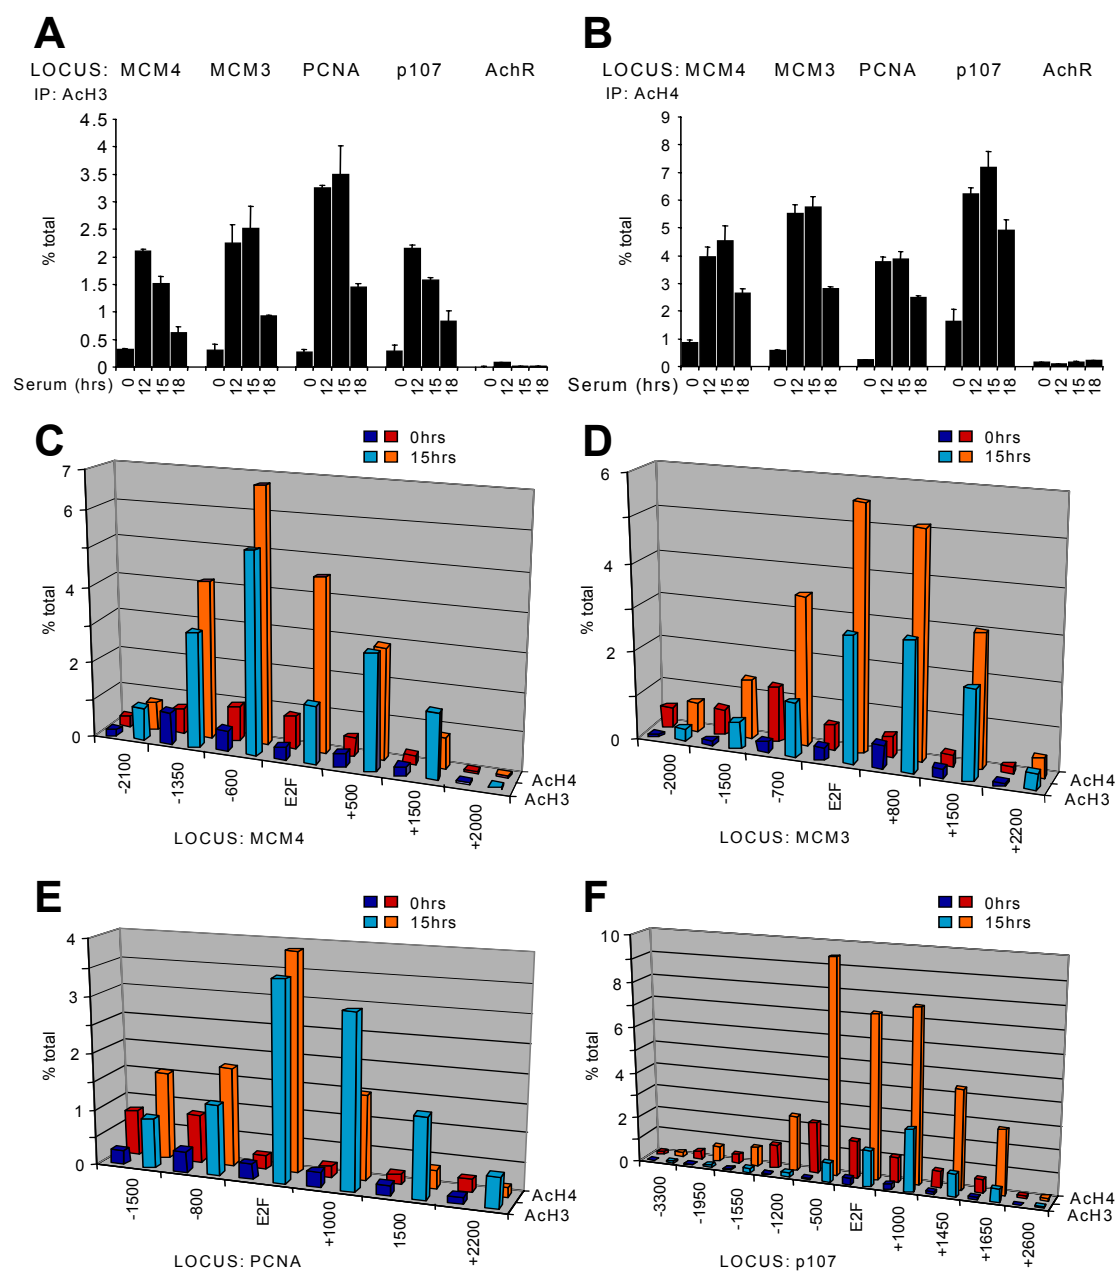 A
LOCUS: MCM4 MCM3 PCNA p107 AchR
IP: AcH3
4.5
4
3.5
3
2.5
2
1.5
1
0.5
0
% total
Serum (hrs) 0 12 15 18 0 12 15 18 0 12 15 18 0 12 15 18 0 12 15 18
B
LOCUS: MCM4 MCM3 PCNA p107 AchR
IP: AcH4
9
8
7
6
5
4
3
2
1
0
% total
Serum (hrs) 0 12 15 18 0 12 15 18 0 12 15 18 0 12 15 18 0 12 15 18
C
0hrs
15hrs
7
6
4
2
0
% total
-2100 -1350 -600 E2F +500 +1500 +2000
AcH4
AcH3
LOCUS: MCM4
D
0hrs
15hrs
6
4
2
0
% total
-2000 -1500 -700 E2F +800 +1500 +2200
AcH4
AcH3
LOCUS: MCM3
E
0hrs
15hrs
4
3
2
1
0
% total
-1500 -800 E2F +1000 1500 +2200
AcH4
AcH3
LOCUS: PCNA
F
0hrs
15hrs
10
8
6
4
2
0
% total
-3300 -1950 -1550 -1200 -500 E2F +1000 +1450 +1650 +2600
AcH4
AcH3
LOCUS: p107